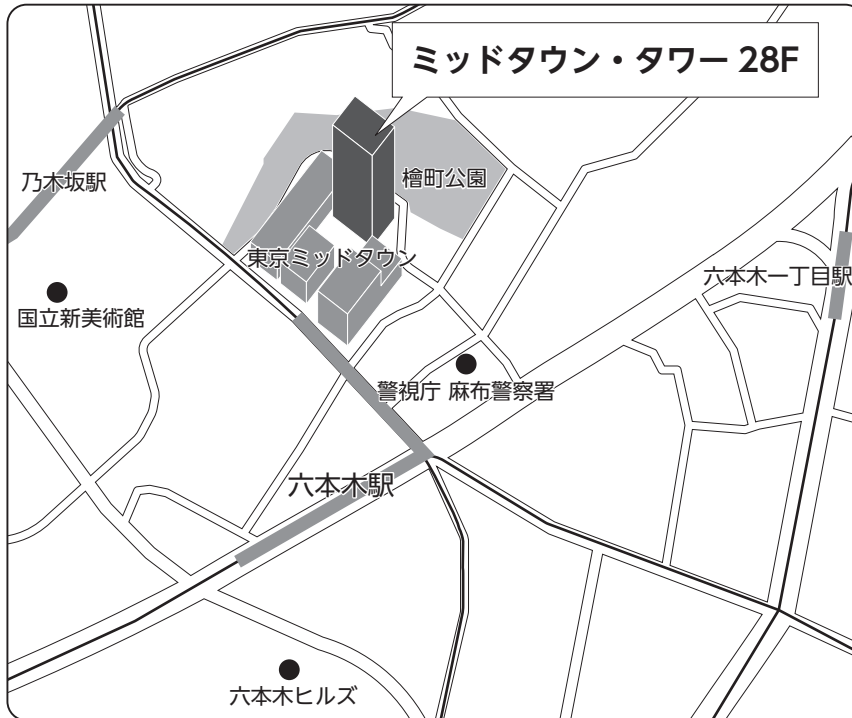 ミッドタウン・タワー 28F
乃木坂駅
檜町公園
東京ミッドタウン
六本木一丁目駅
国立新美術館
警視庁 麻布警察署
六本木駅
六本木ヒルズ